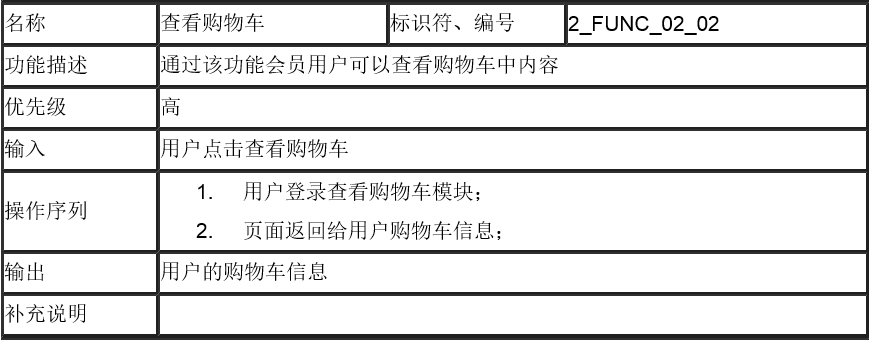 名称 查看购物车 标识符、编号 2_FUNC_02_02
功能描述 通过该功能会员用户可以查看购物车中内容
优先级 高
输入 用户点击查看购物车
操作序列
1. 用户登录查看购物车模块；
2. 页面返回给用户购物车信息；
输出 用户的购物车信息
补充说明